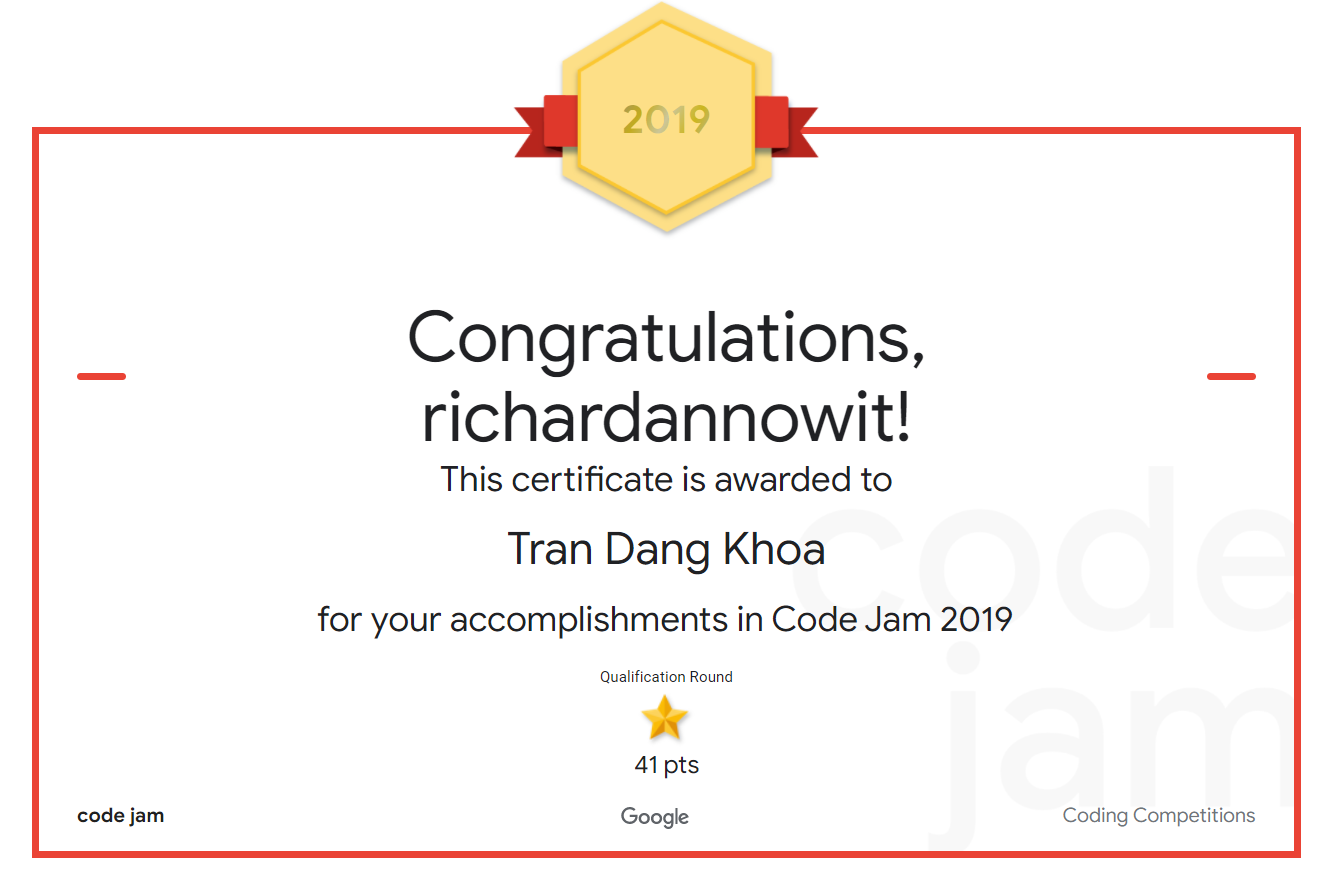 2019
Congratulations,
richardannowit!
This certificate is awarded to
Tran Dang Khoa
for your accomplishments in Code Jam 2019
Qualification Round
41 pts
code
jam
code jam
Google
Coding Competitions